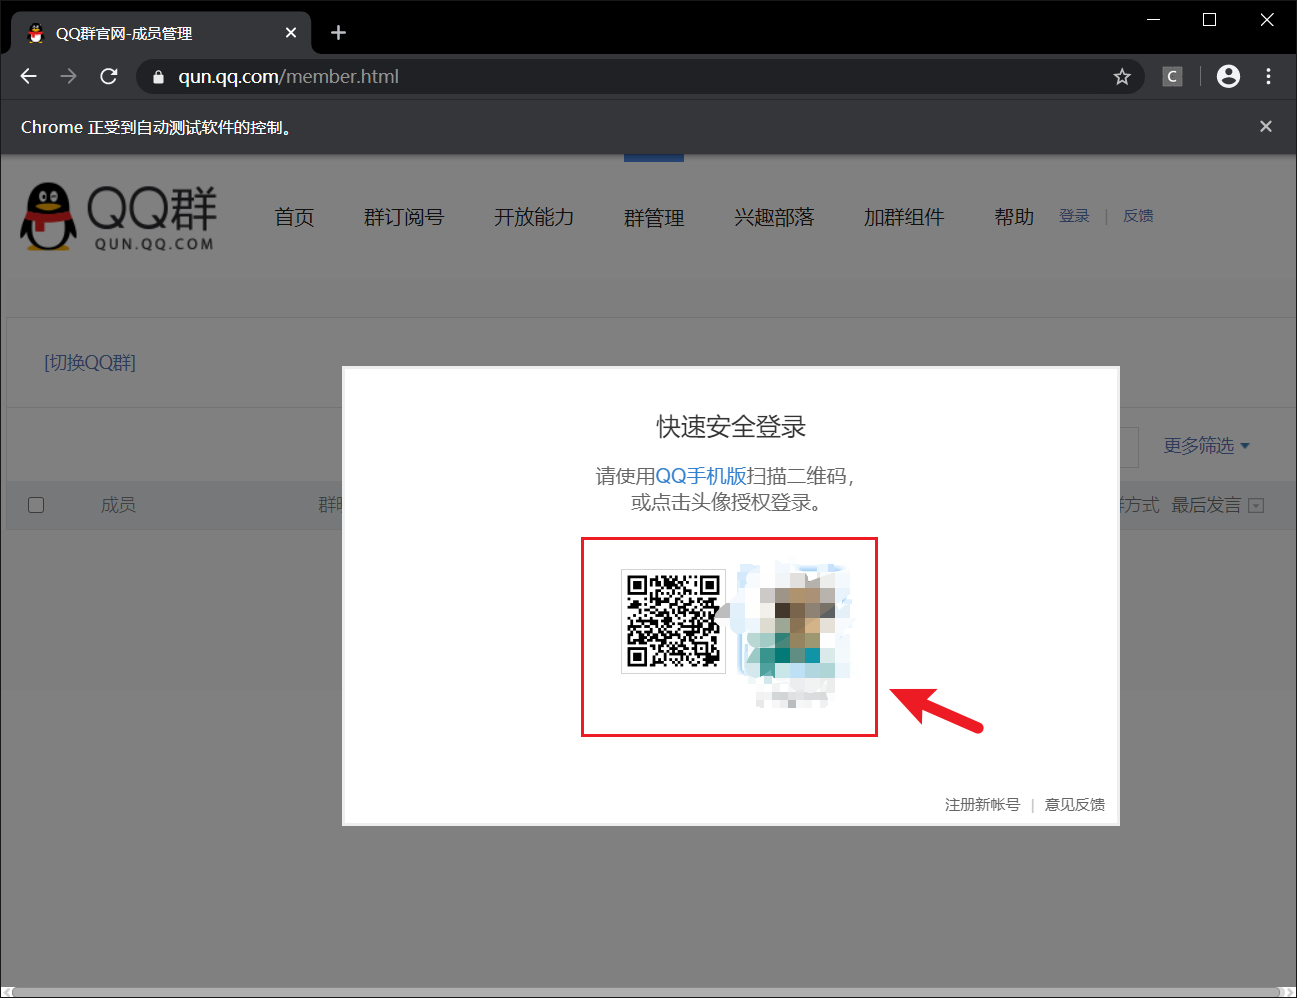 QQ群官网-成员管理
qun.qq.com/member.html
C
Chrome 正受到自动测试软件的控制。
QQ群
QUN.QQ.COM
首页 群订阅号 开放能力 群管理 兴趣部落 加群组件 帮助 登录 | 反馈
[切换QQ群]
更多筛选
成员 群 方式 最后发言
快速安全登录
请使用QQ手机版扫描二维码，
或点击头像授权登录。
注册新帐号 | 意见反馈